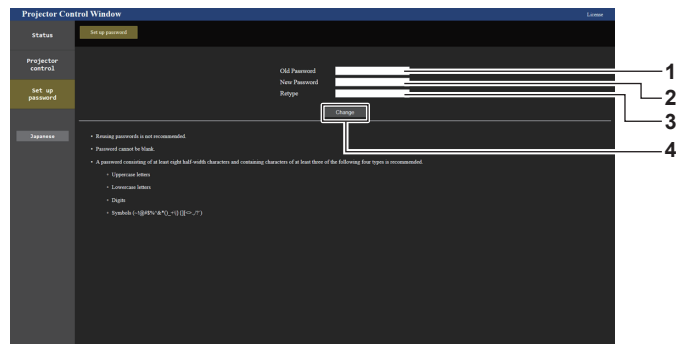 Projector Control Window
License
Status
Set up password
Projector
control
Set up
password
Japanese
Old Password
New Password
Retype
Change
1
2
3
4
• Reusing passwords is not recommended.
• Password cannot be blank.
• A password consisting of at least eight half-width characters and containing characters of at least three of the following four types is recommended.
Uppercase letters
Lowercase letters
Digits
Symbols